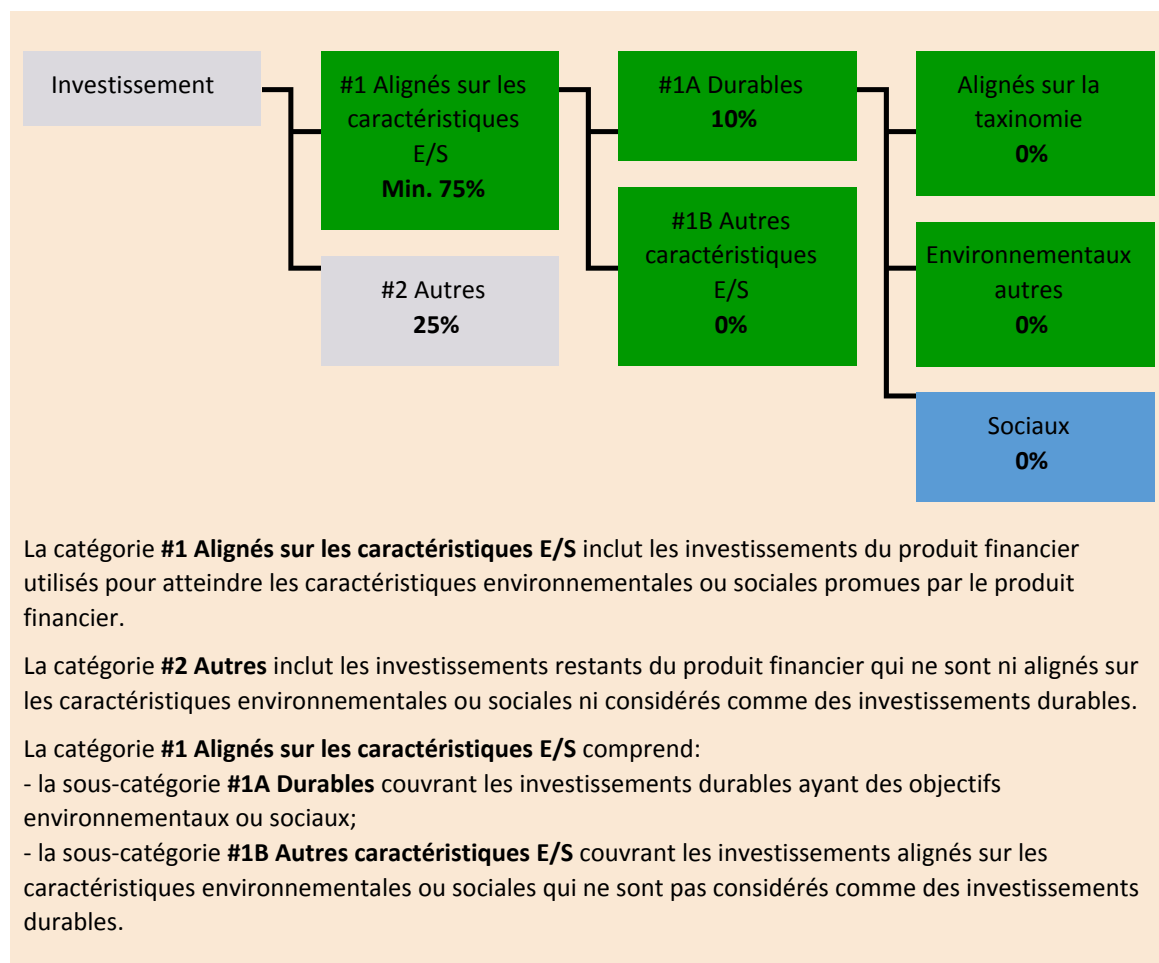 Investissement
#1 Alignés sur les
caractéristiques
E/S
Min. 75%
#2 Autres
25%
#1A Durables
10%
#1B Autres
caractéristiques
E/S
0%
Alignés sur la
taxinomie
0%
Environnementaux
autres
0%
Sociaux
0%
La catégorie #1 Alignés sur les caractéristiques E/S inclut les investissements du produit financier
utilisés pour atteindre les caractéristiques environnementales ou sociales promues par le produit
financier.
La catégorie #2 Autres inclut les investissements restants du produit financier qui ne sont ni alignés sur
les caractéristiques environnementales ou sociales ni considérés comme des investissements durables.
La catégorie #1 Alignés sur les caractéristiques E/S comprend:
- la sous-catégorie #1A Durables couvrant les investissements durables ayant des objectifs
environnementaux ou sociaux;
- la sous-catégorie #1B Autres caractéristiques E/S couvrant les investissements alignés sur les
caractéristiques environnementales ou sociales qui ne sont pas considérés comme des investissements
durables.